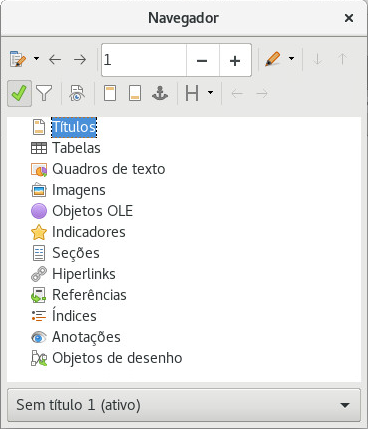 Navegador
1
Títulos
Tabelas
Quadros de texto
Imagens
Objetos OLE
Indicadores
Seções
Hiperlinks
Referências
Índices
Anotações
Objetos de desenho
Sem título 1 (ativo)